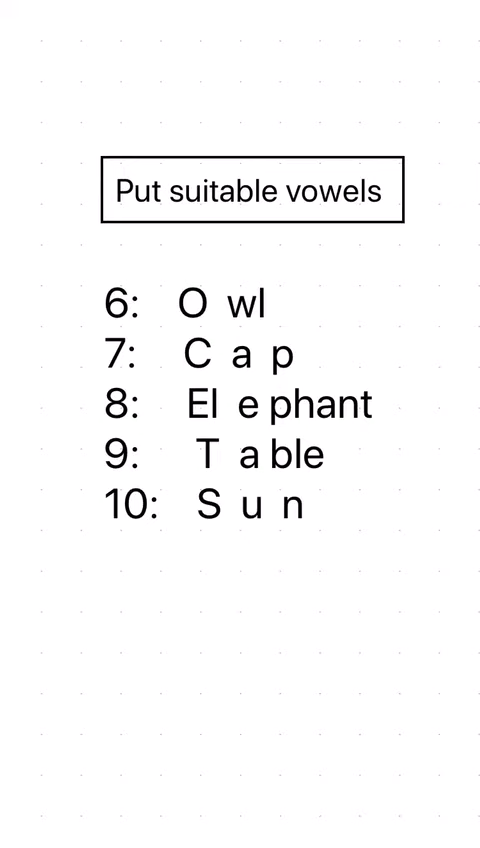 Put suitable vowels
6: O wl
7: C a p
8: El e phant
9: T a ble
10: S u n